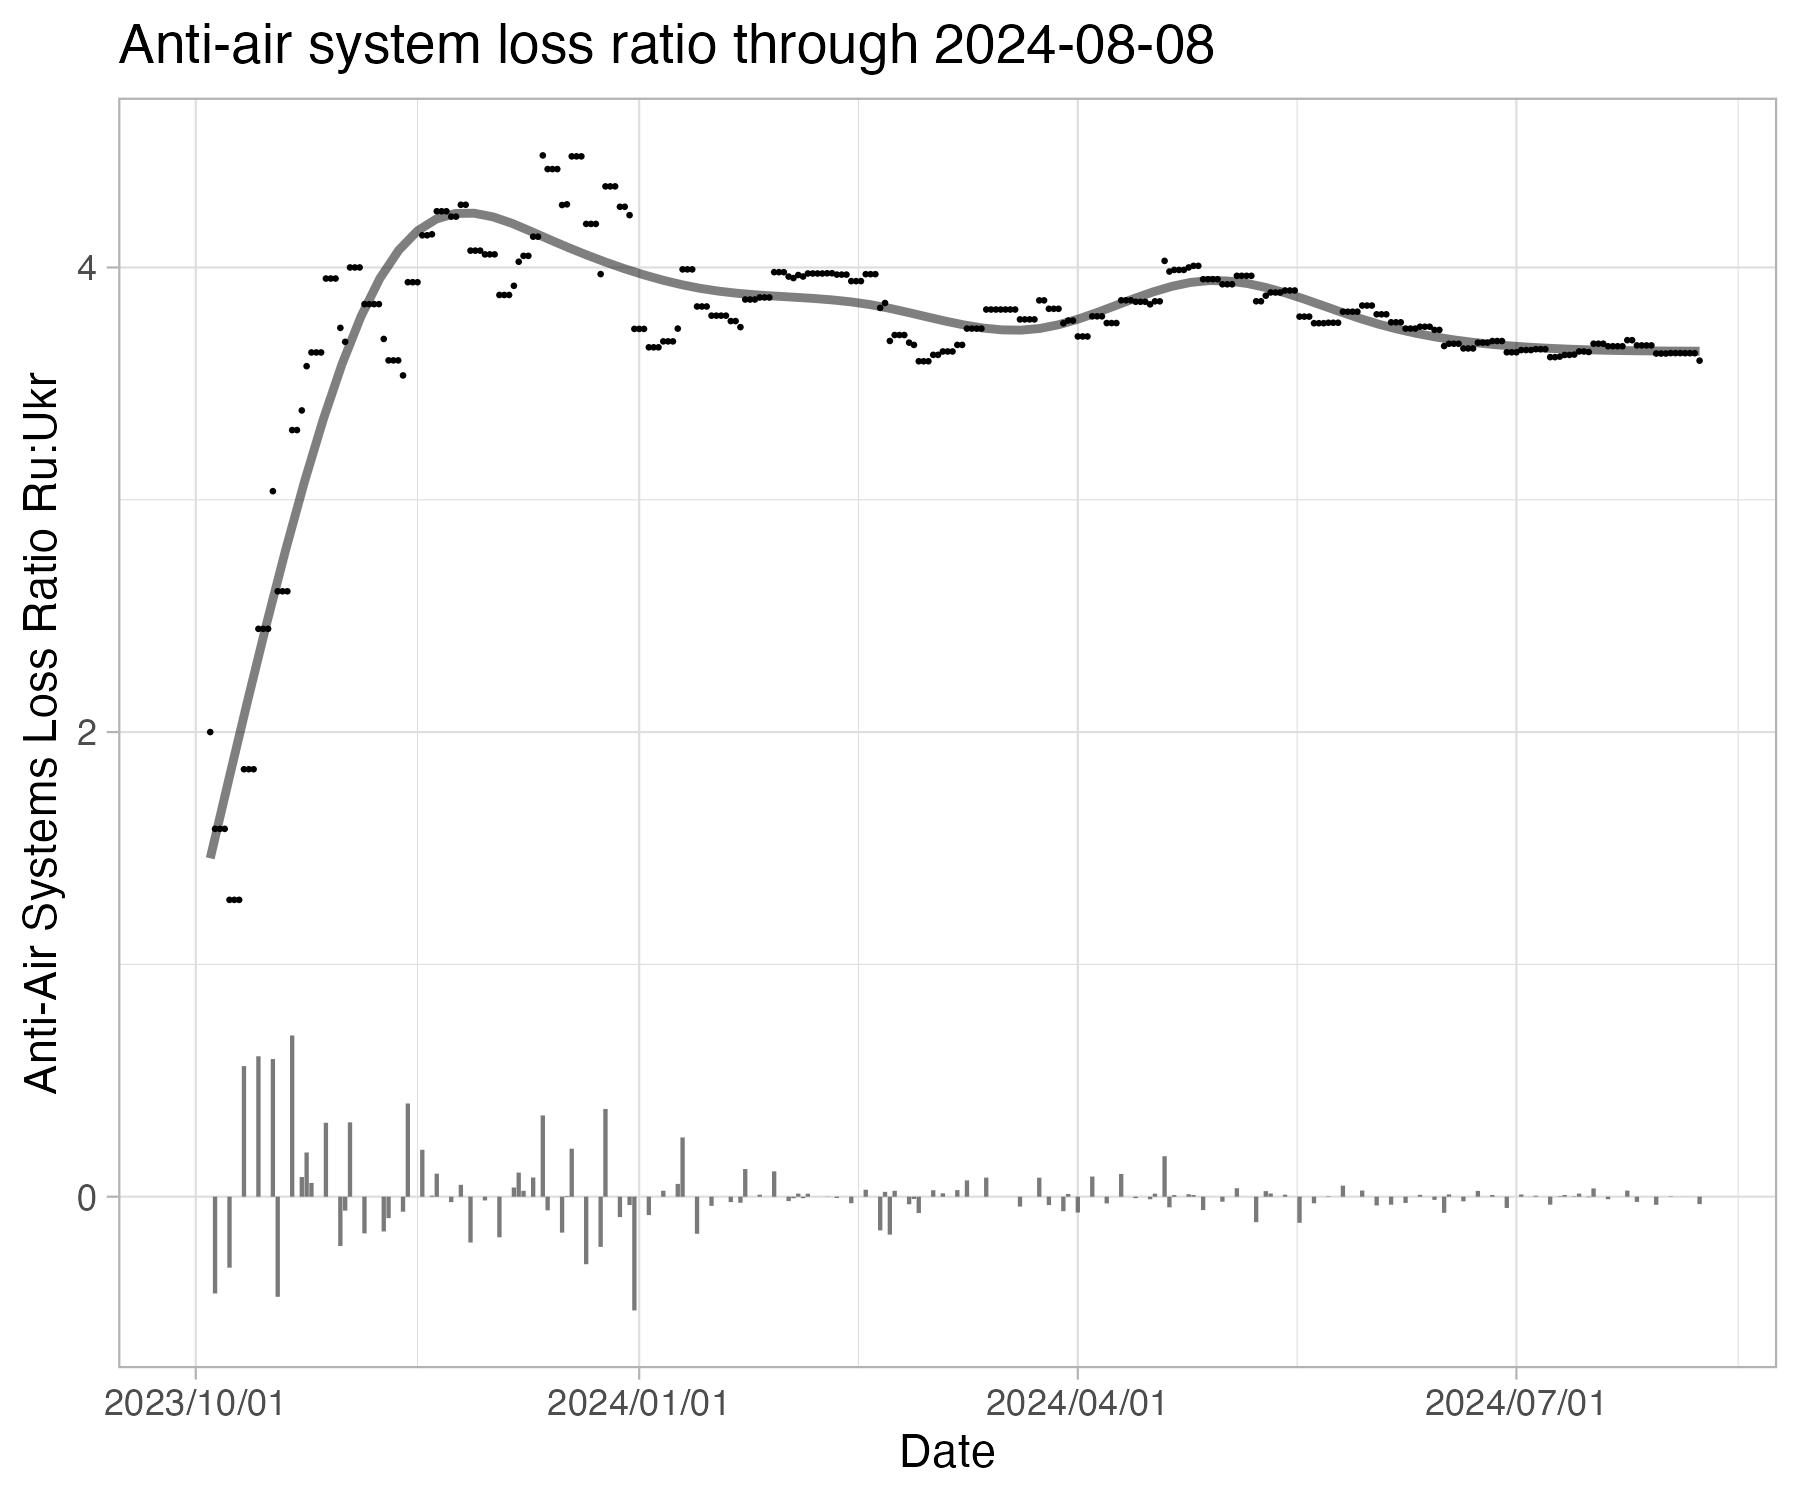 Anti-air system loss ratio through 2024-08-08
Anti-Air Systems Loss Ratio Ru:Ukr
4
2
0
2023/10/01
2024/01/01
2024/04/01
2024/07/01
Date